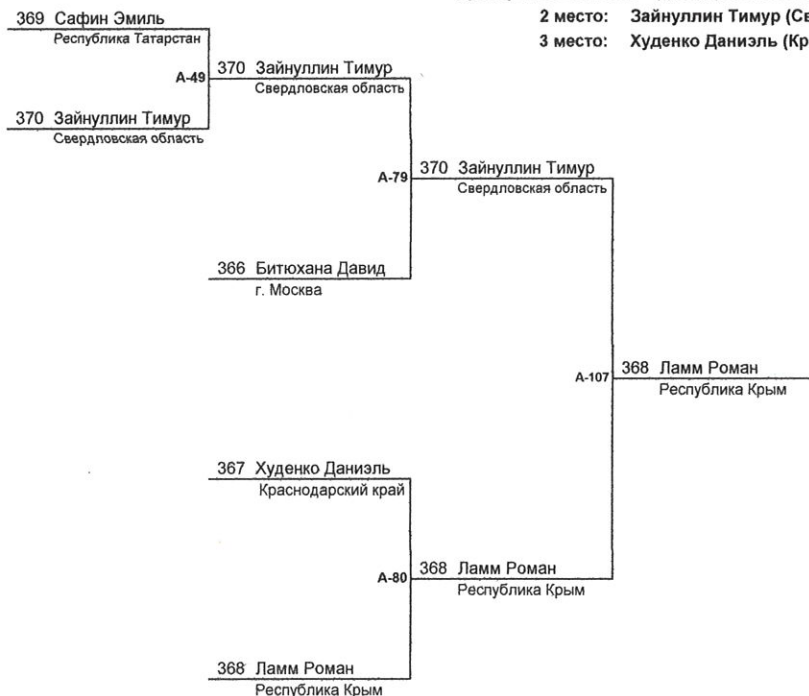 2 место: Зайнуллин Тимур
3 место: Худенко Даниэль
369 Сафин Эмиль
Республика Татарстан
А-49
370 Зайнуллин Тимур
Свердловская область
370 Зайнуллин Тимур
Свердловская область
А-79
370 Зайнуллин Тимур
Свердловская область
366 Битюхана Давид
г. Москва
А-107
368 Ламм Роман
Республика Крым
367 Худенко Даниэль
Краснодарский край
А-80
368 Ламм Роман
Республика Крым
368 Ламм Роман
Республика Крым